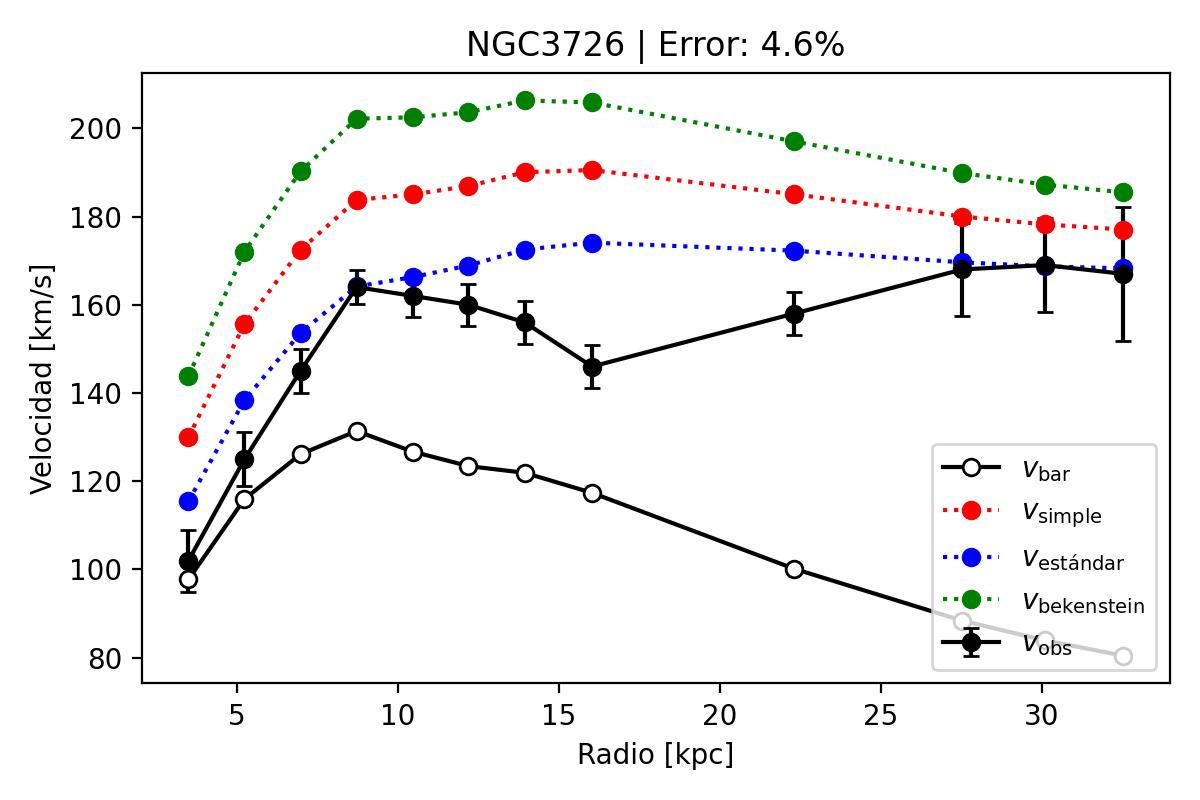 NGC3726 | Error: 4.6%
Velocidad [km/s]
200
180
160
140
120
100
80
v_bar
v_simple
v_estándar
v_bekenstein
v_obs
5
10
15
20
25
30
Radio [kpc]